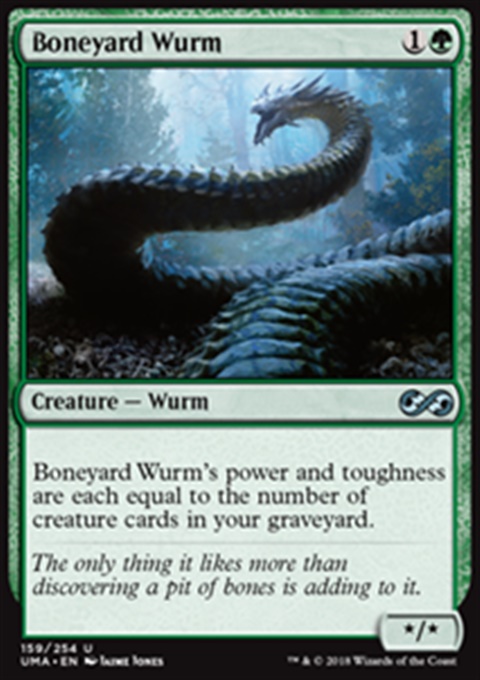 Boneyard Wurm 1
Creature — Wurm
Boneyard Wurm's power and toughness
are each equal to the number of
creature cards in your graveyard.
The only thing it likes more than
discovering a pit of bones is adding to it.
*/*
159/254 U
UMA • EN Jaime Jones
™ & © 2018 Wizards of the Coast